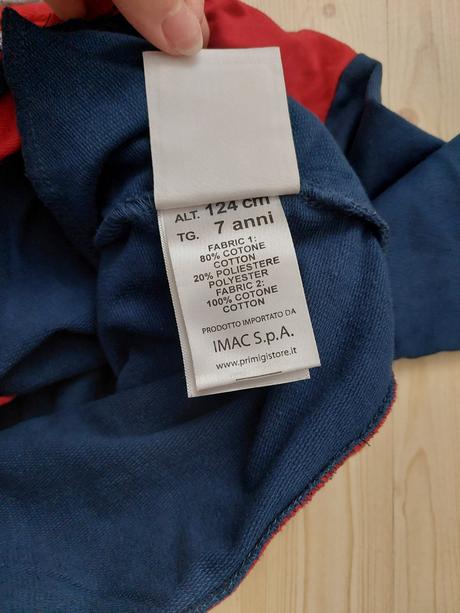 ALT. 124 cm
TG. 7 anni
FABRIC 1:
80% COTONE
COTTON
20% POLIESTERE
POLYESTER
FABRIC 2:
100% COTONE
COTTON
PRODOTTO IMPORTATO DA
IMAC S.p.A.
www.primigistore.it